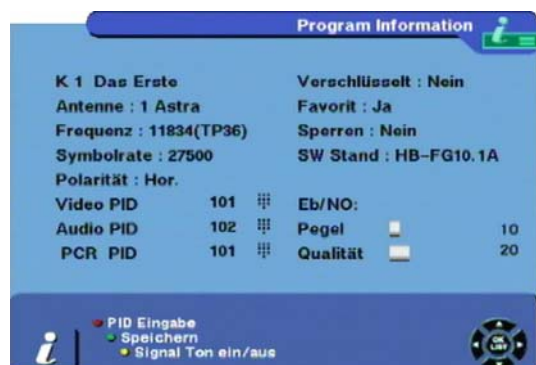 Program Information
K 1 Das Erste
Antenne : 1 Astra
Frequenz : 11834(TP36)
Symbolrate : 27500
Polarität : Hor.
Video PID 101
Audio PID 102
PCR PID 101
Verschlüsselt : Nein
Favorit : Ja
Sperren : Nein
SW Stand : HB-FG10.1A
Eb/NO:
Pegel 10
Qualität 20
PID Eingabe
Speichern
Signal Ton ein/aus
OK
LIST